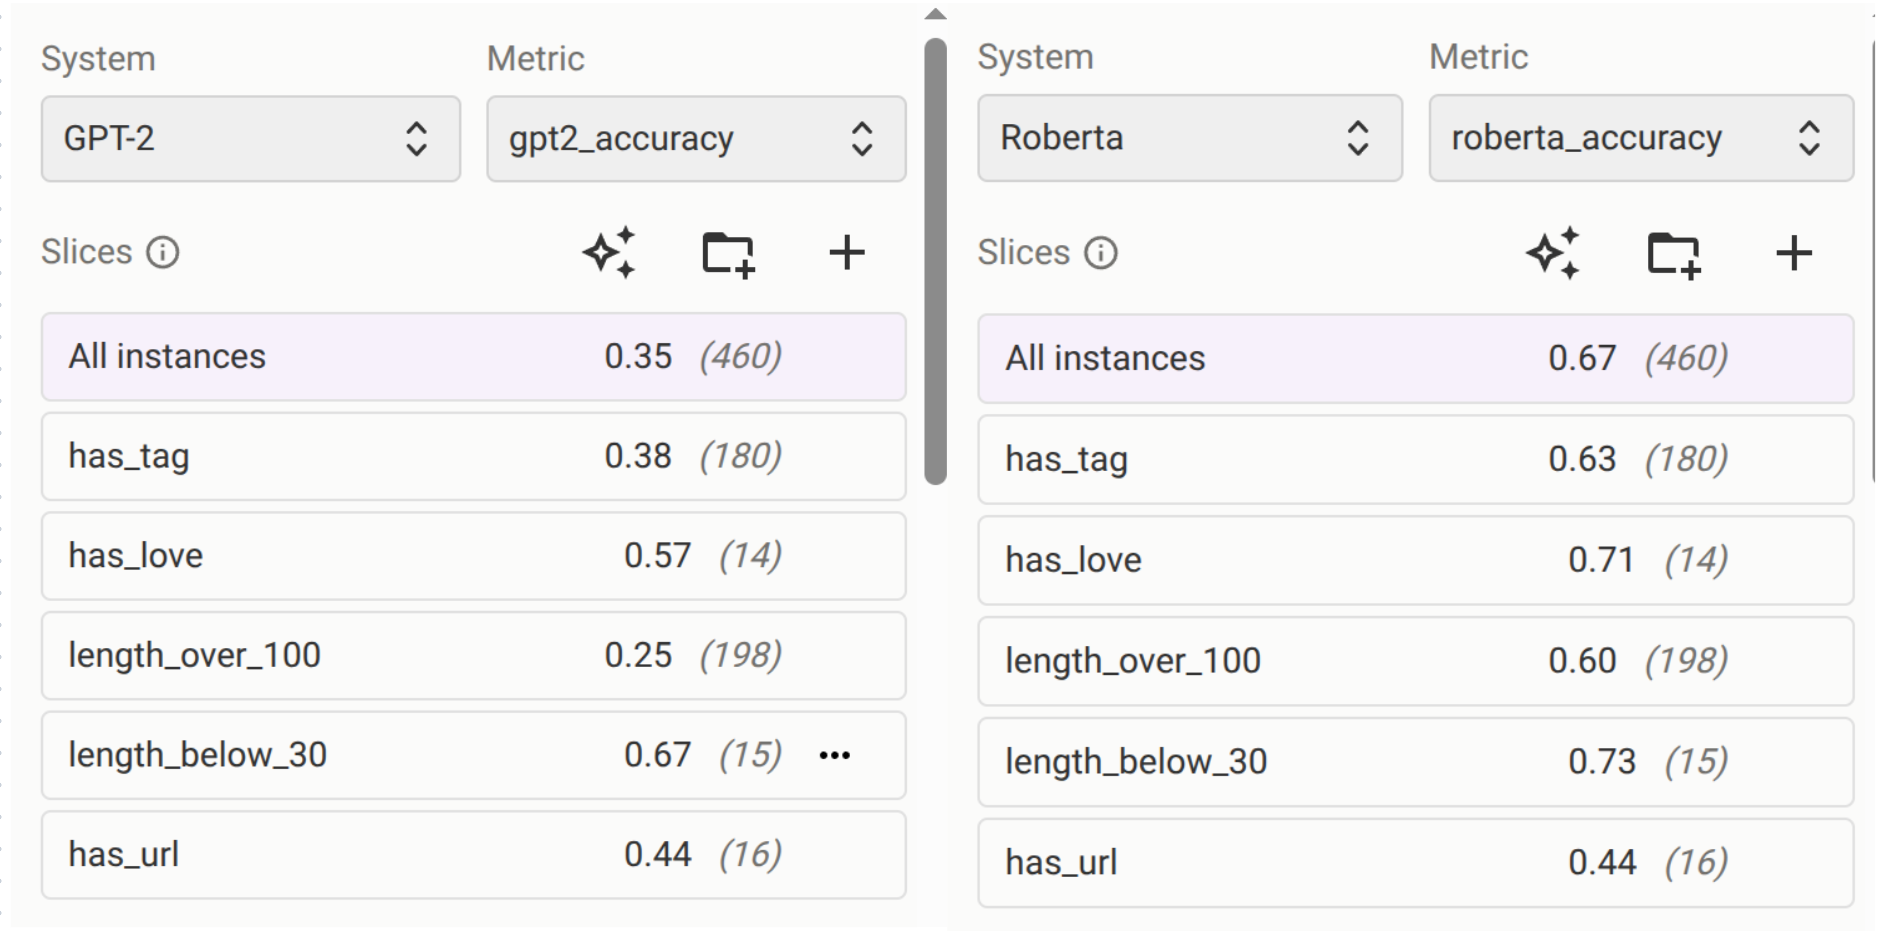 System Metric
GPT-2 gpt2_accuracy
Slices
All instances 0.35 (460)
has_tag 0.38 (180)
has_love 0.57 (14)
length_over_100 0.25 (198)
length_below_30 0.67 (15) •••
has_url 0.44 (16)
System Metric
Roberta roberta_accuracy
Slices
All instances 0.67 (460)
has_tag 0.63 (180)
has_love 0.71 (14)
length_over_100 0.60 (198)
length_below_30 0.73 (15)
has_url 0.44 (16)